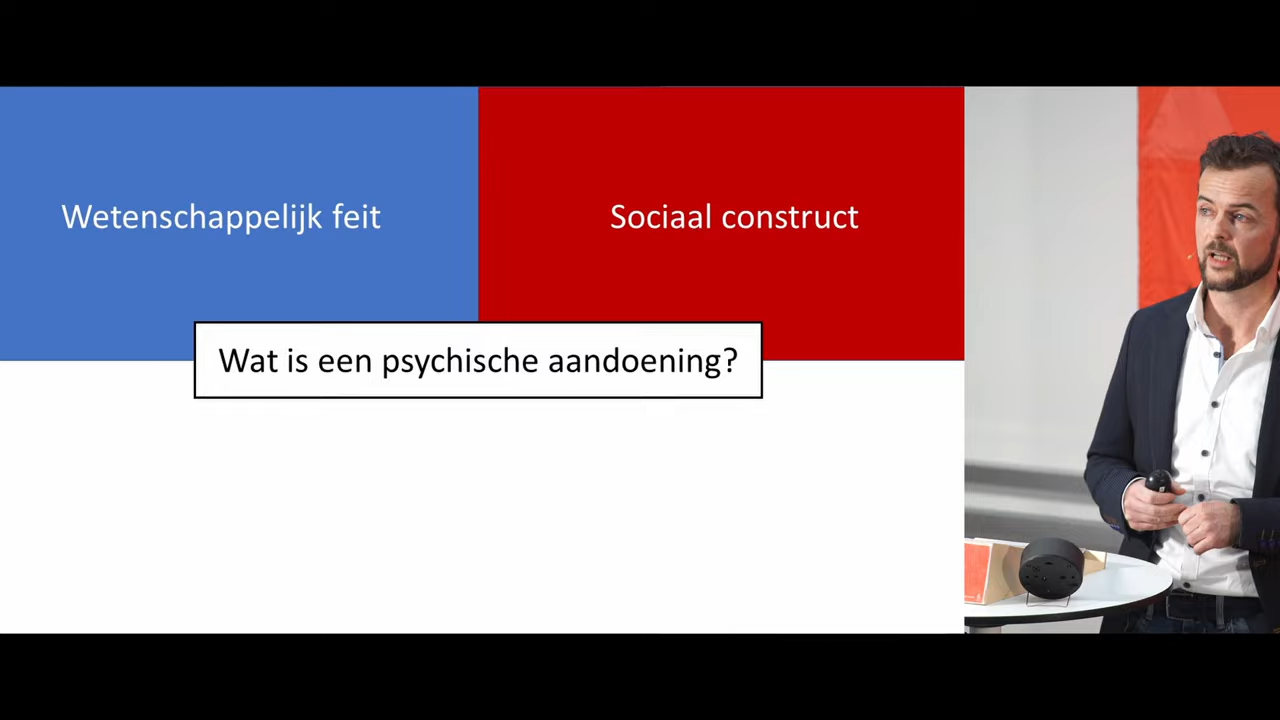 Wetenschappelijk feit
Sociaal construct
Wat is een psychische aandoening?